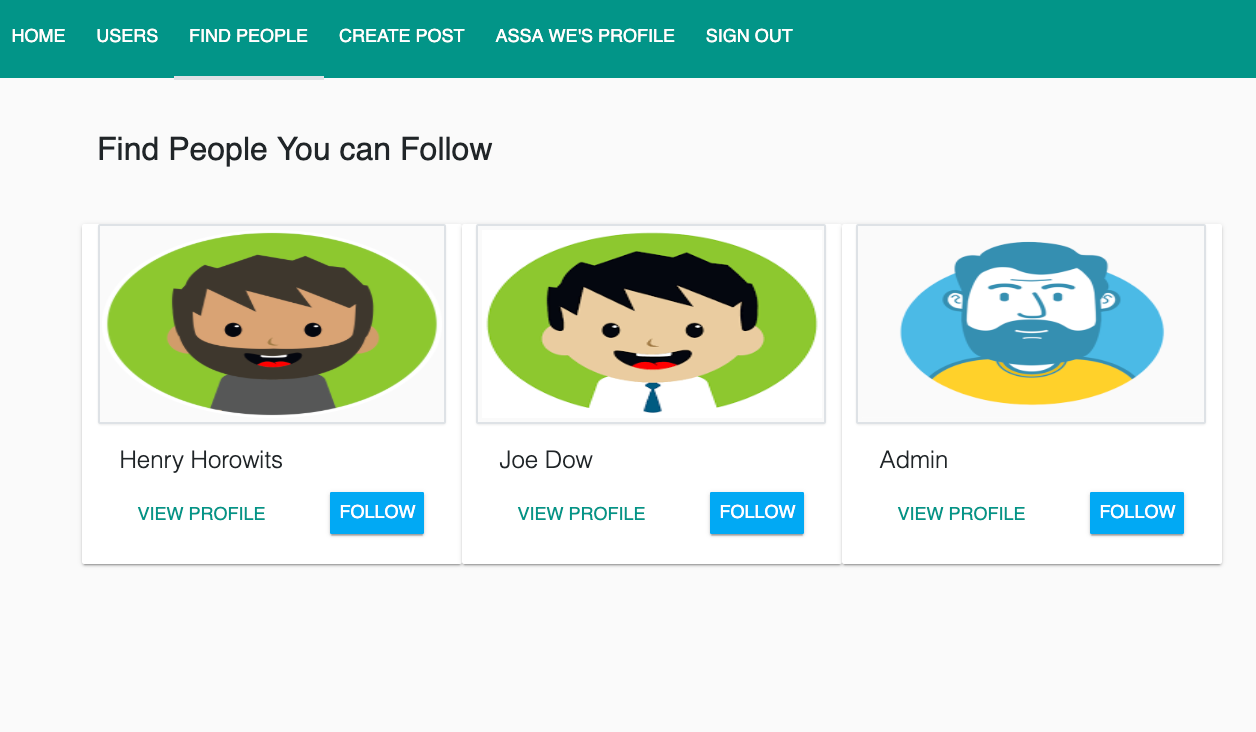 HOME USERS FIND PEOPLE CREATE POST ASSA WE'S PROFILE SIGN OUT
Find People You can Follow
Henry Horowits
VIEW PROFILE FOLLOW
Joe Dow
VIEW PROFILE FOLLOW
Admin
VIEW PROFILE FOLLOW